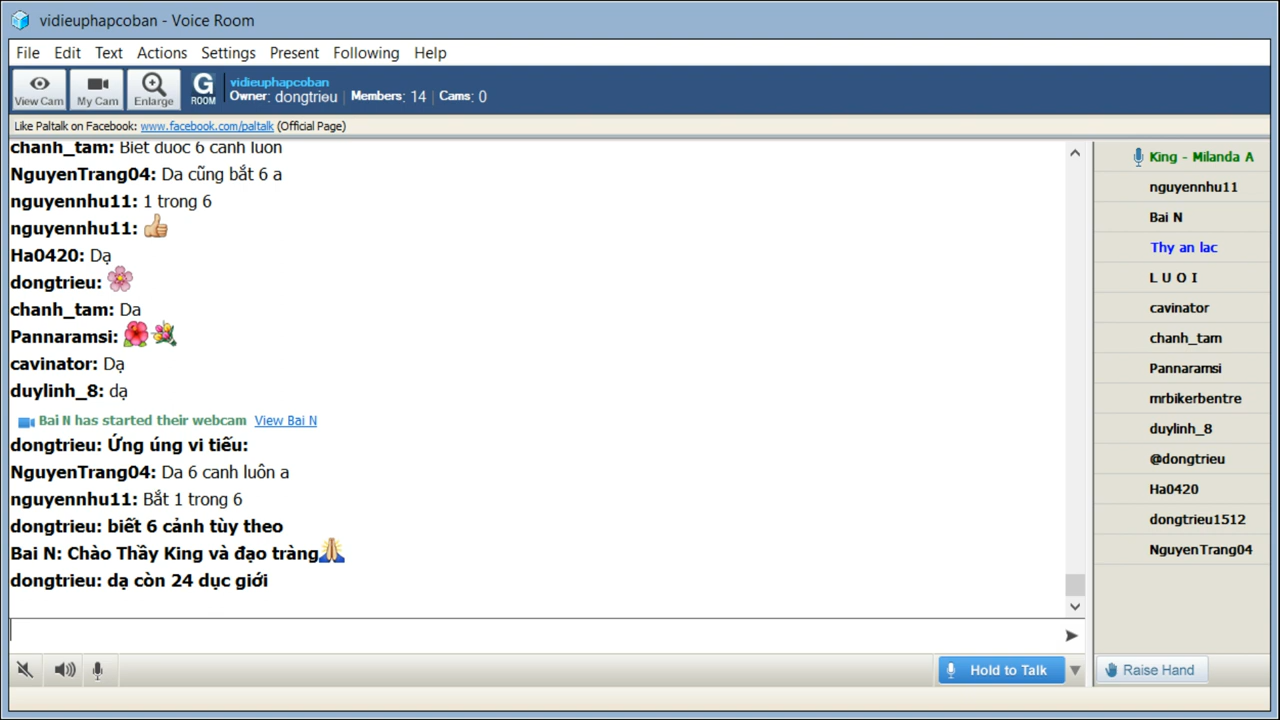 vidieuphapcoban - Voice Room
File Edit Text Actions Settings Present Following Help
View Cam
My Cam
Enlarge
G ROOM
vidieuphapcoban
Owner: dongtrieu | Members: 14 | Cams: 0
Like Paltalk on Facebook: www.facebook.com/paltalk (Official Page)
chanh_tam: Biet duoc 6 canh luon
NguyenTrang04: Da cũng bắt 6 a
nguyennhu11: 1 trong 6
nguyennhu11:
Ha0420: Dạ
dongtrieu:
chanh_tam: Da
Pannaramsi:
cavinator: Dạ
duylinh_8: dạ
Bai N has started their webcam View Bai N
dongtrieu: Ứng úng vi tiếu:
NguyenTrang04: Da 6 canh luôn a
nguyennhu11: Bắt 1 trong 6
dongtrieu: biết 6 cảnh tùy theo
Bai N: Chào Thầy King và đạo tràng
dongtrieu: dạ còn 24 dục giới
Hold to Talk
King - Milanda A
nguyennhu11
Bai N
Thy an lac
L U O I
cavinator
chanh_tam
Pannaramsi
mrbikerbentre
duylinh_8
@dongtrieu
Ha0420
dongtrieu1512
NguyenTrang04
Raise Hand